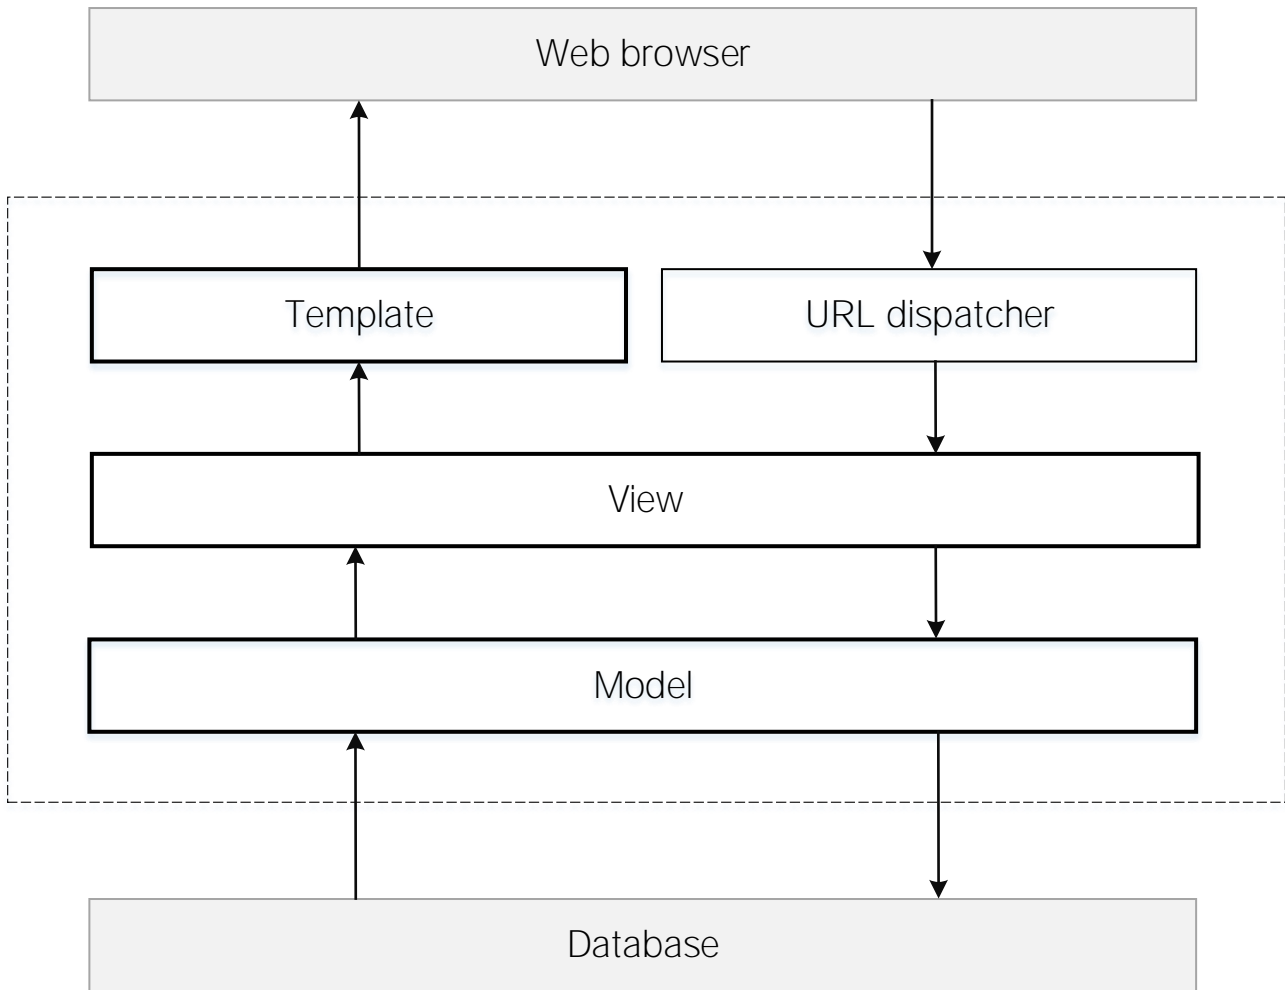 Web browser
Template
URL dispatcher
View
Model
Database